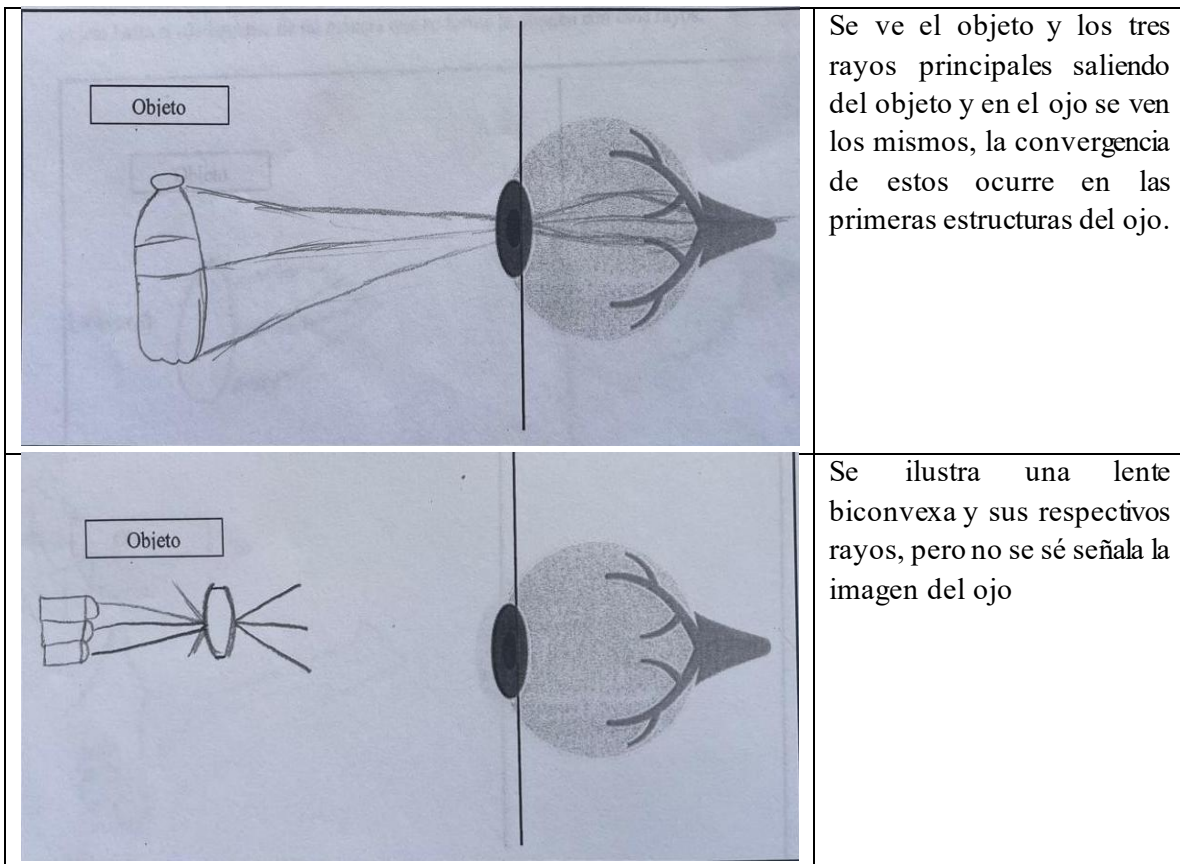 Objeto
Se ve el objeto y los tres
rayos principales saliendo
del objeto y en el ojo se ven
los mismos, la convergencia
de estos ocurre en las
primeras estructuras del ojo.
Objeto
Se ilustra una lente
biconvexa y sus respectivos
rayos, pero no se sé señala la
imagen del ojo